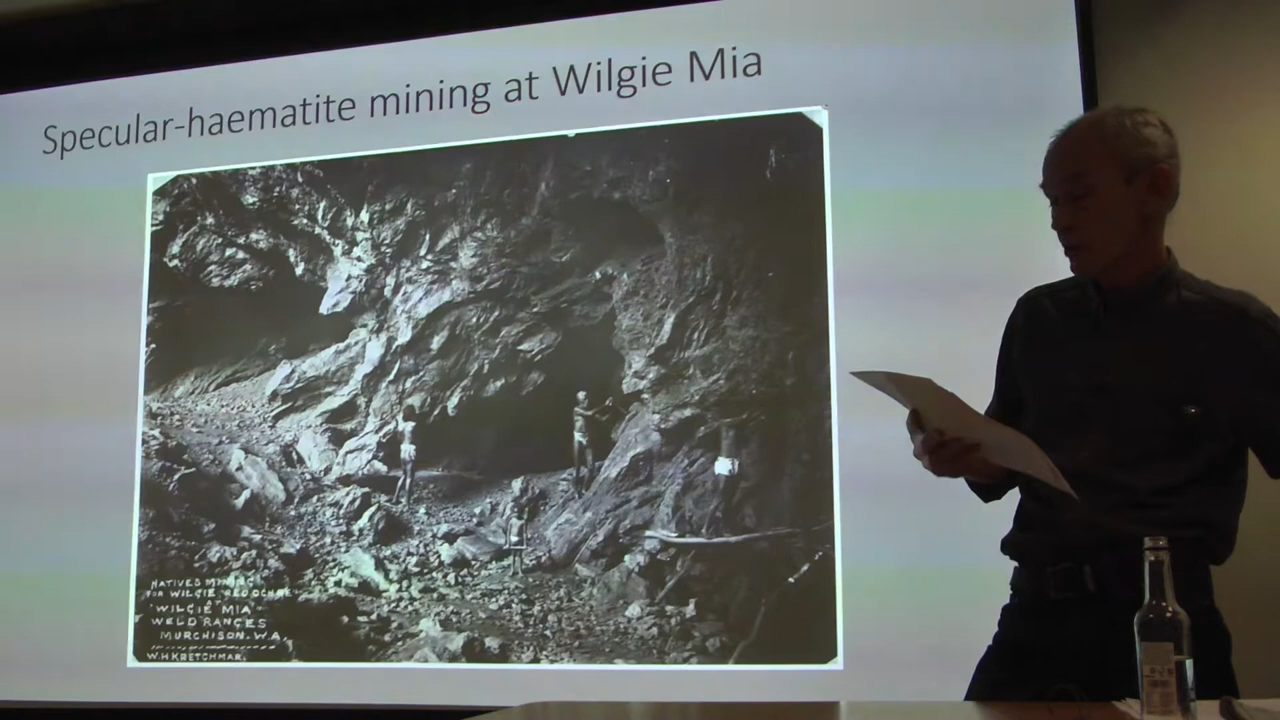 Specular-haematite mining at Wilgie Mia
NATIVES MINING
FOR WILGIE RED OCHRE
"WILGIE MIA"
WELD RANGES
MURCHISON. W.A.
W.H KRETCHMAR.